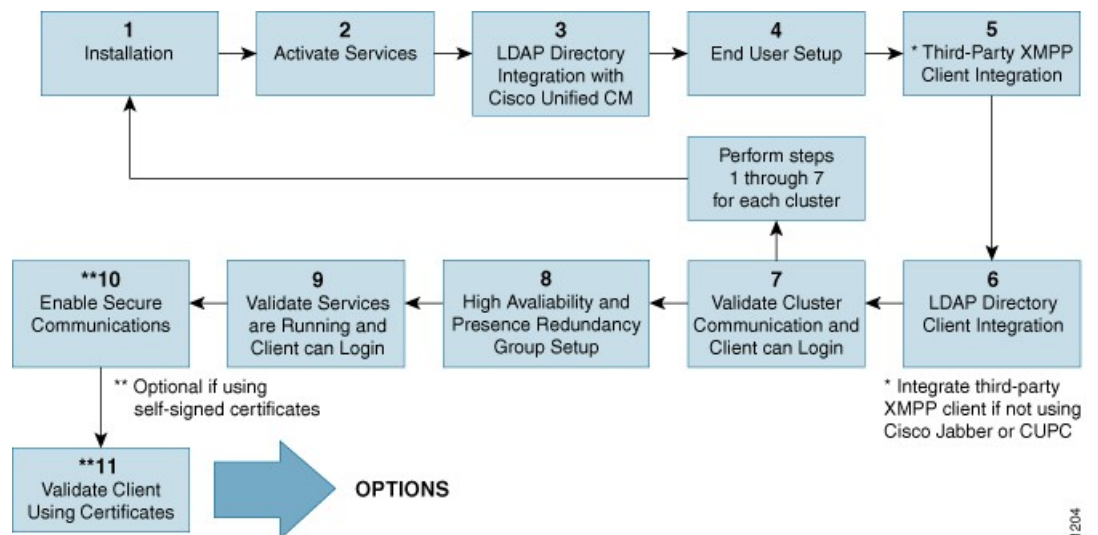 1
Installation
2
Activate Services
3
LDAP Directory
Integration with
Cisco Unified CM
4
End User Setup
5
* Third-Party XMPP
Client Integration
Perform steps
1 through 7
for each cluster
**10
Enable Secure
Communications
9
Validate Services
are Running and
Client can Login
8
High Avaliability and
Presence Redundancy
Group Setup
7
Validate Cluster
Communication and
Client can Login
6
LDAP Directory
Client Integration
** Optional if using
self-signed certificates
* Integrate third-party
XMPP client if not using
Cisco Jabber or CUPC
**11
Validate Client
Using Certificates
OPTIONS
1204